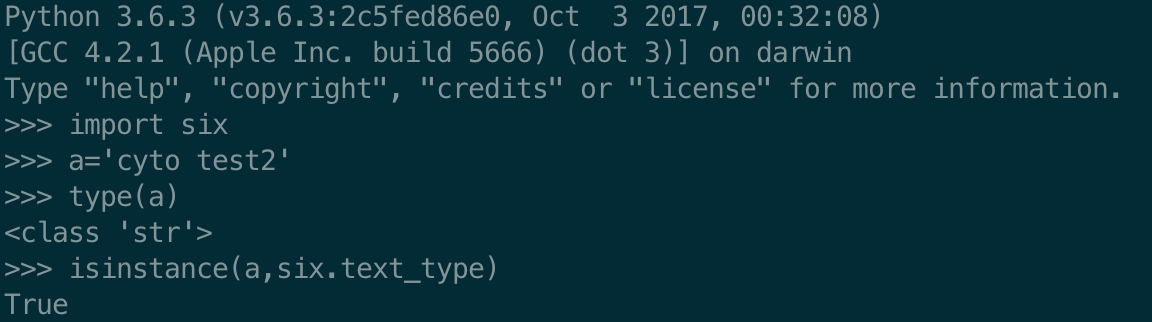 Python 3.6.3 (v3.6.3:2c5fed86e0, Oct  3 2017, 00:32:08)
[GCC 4.2.1 (Apple Inc. build 5666) (dot 3)] on darwin
Type "help", "copyright", "credits" or "license" for more information.
>>> import six
>>> a='cyto test2'
>>> type(a)
<class 'str'>
>>> isinstance(a,six.text_type)
True